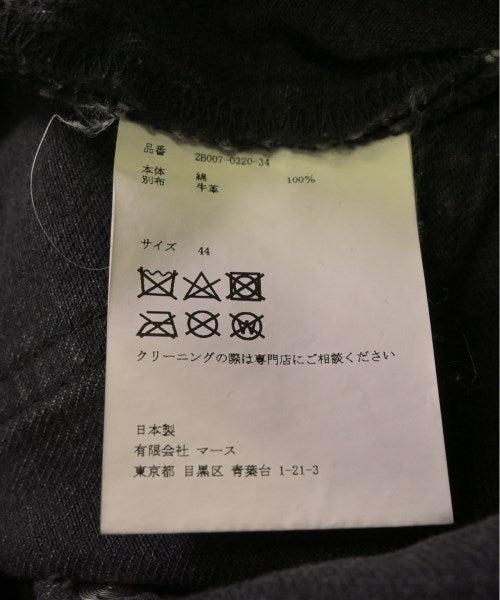 品番 2B007-0320-34
本体 綿 100%
別布 牛革
サイズ 44
クリーニングの際は専門店にご相談ください
日本製
有限会社 マース
東京都 目黒区 青葉台 1-21-3